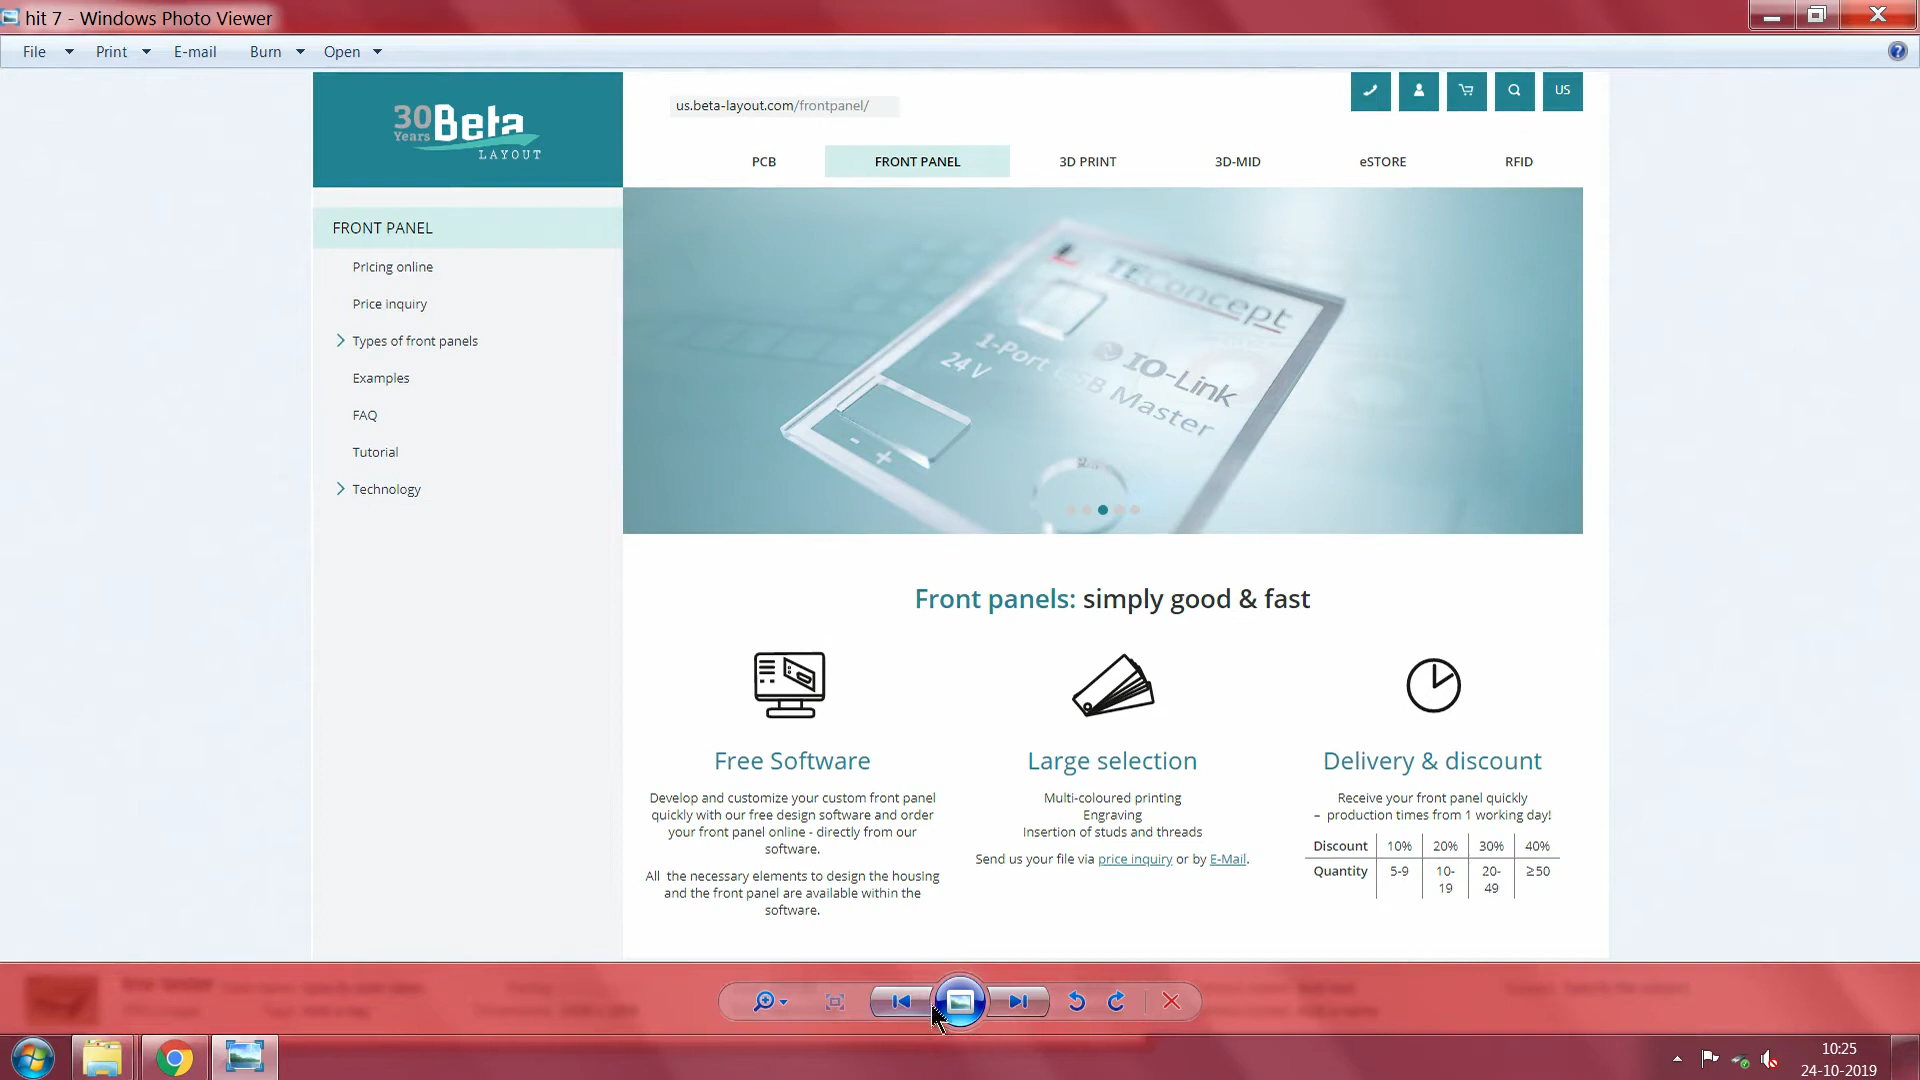 hit 7 - Windows Photo Viewer
File Print E-mail Burn Open
30 Years Beta LAYOUT
us.beta-layout.com/frontpanel/
US
PCB FRONT PANEL 3D PRINT 3D-MID eSTORE RFID
FRONT PANEL
Pricing online
Price inquiry
Types of front panels
Examples
FAQ
Tutorial
Technology
TEConcept
1-Port USB Master
24 V
IO-Link
- +
Front panels: simply good & fast
Free Software
Develop and customize your custom front panel
quickly with our free design software and order
your front panel online - directly from our
software.
All the necessary elements to design the housing
and the front panel are available within the
software.
Large selection
Multi-coloured printing
Engraving
Insertion of studs and threads
Send us your file via price inquiry or by E-Mail.
Delivery & discount
Receive your front panel quickly
– production times from 1 working day!
Discount 10% 20% 30% 40%
Quantity 5-9 10-19 20-49 ≥50
10:25
24-10-2019